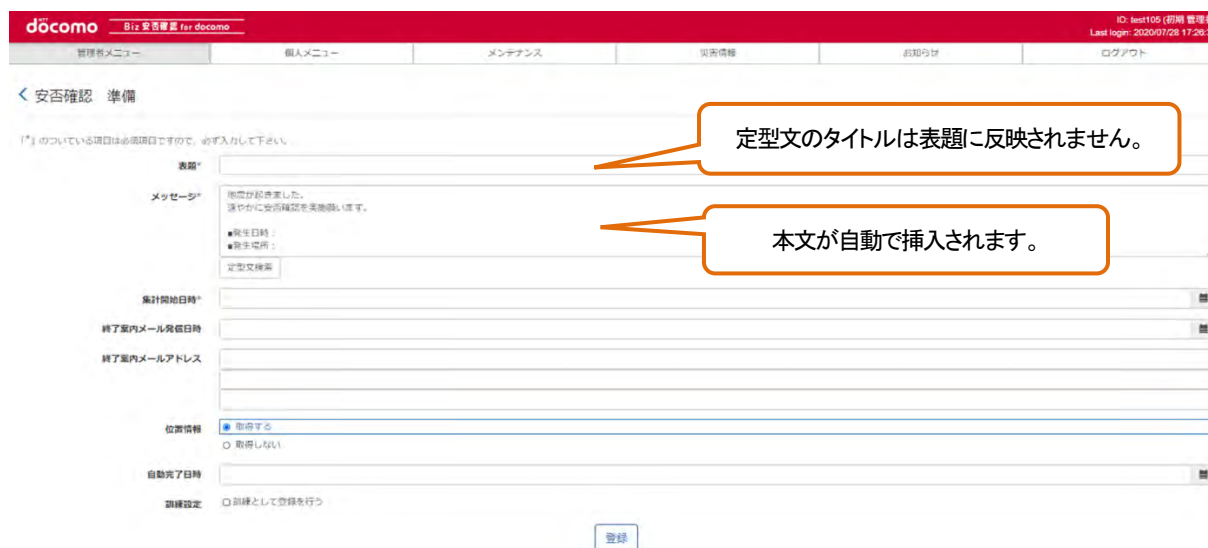 döcomo Biz 安否確認 for docomo
ID: test105 (初期 管理者
Last login: 2020/07/28 17:26:
管理者メニュー 個人メニュー メンテナンス 災害情報 お知らせ ログアウト
安否確認 準備
「*」のついている項目は必須項目ですので、必ず入力して下さい。
定型文のタイトルは表題に反映されません。
表題*
メッセージ*
地震が起きました。
速やかに安否確認を実施願います。
■発生日時:
■発生場所:
本文が自動で挿入されます。
定型文検索
集計開始日時*
終了案内メール発信日時
終了案内メールアドレス
位置情報
取得する
取得しない
自動完了日時
訓練設定
訓練として登録を行う
登録